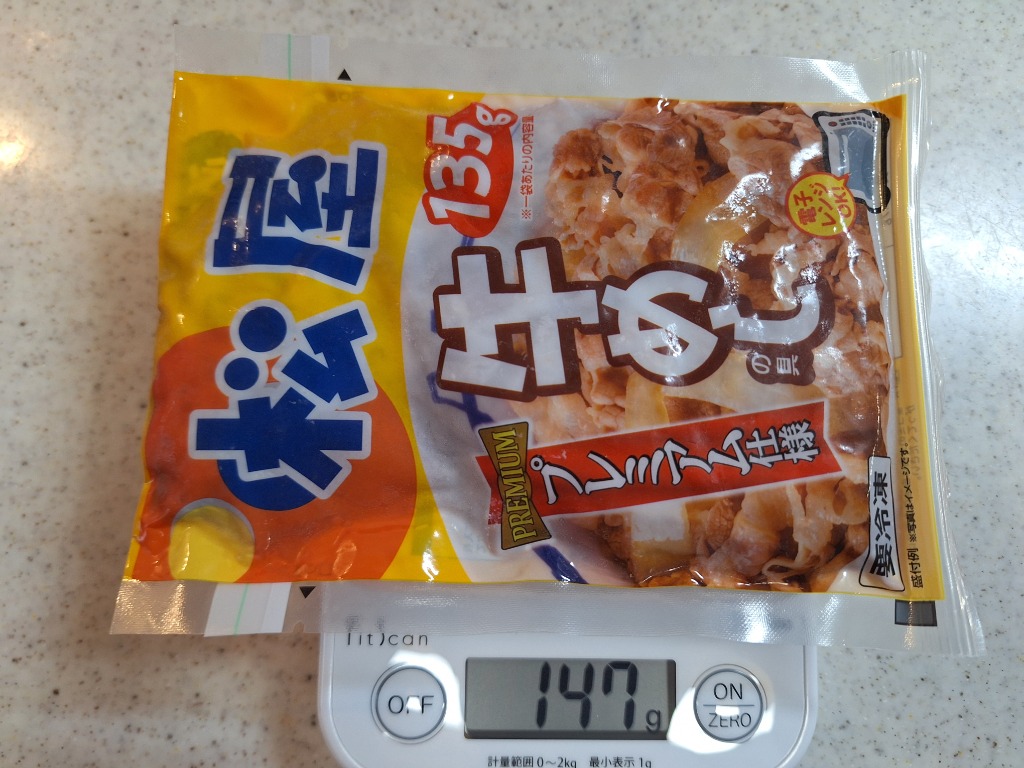 松屋
135g
※一袋あたりの内容量
牛めし
の具
PREMIUM
プレミアム仕様
電子
レンジ
OK!
要冷凍
盛付例 ※写真はイメージです。
fit)can
OFF
147g
ON
ZERO
計量範囲 0〜2kg 最小表示 1g